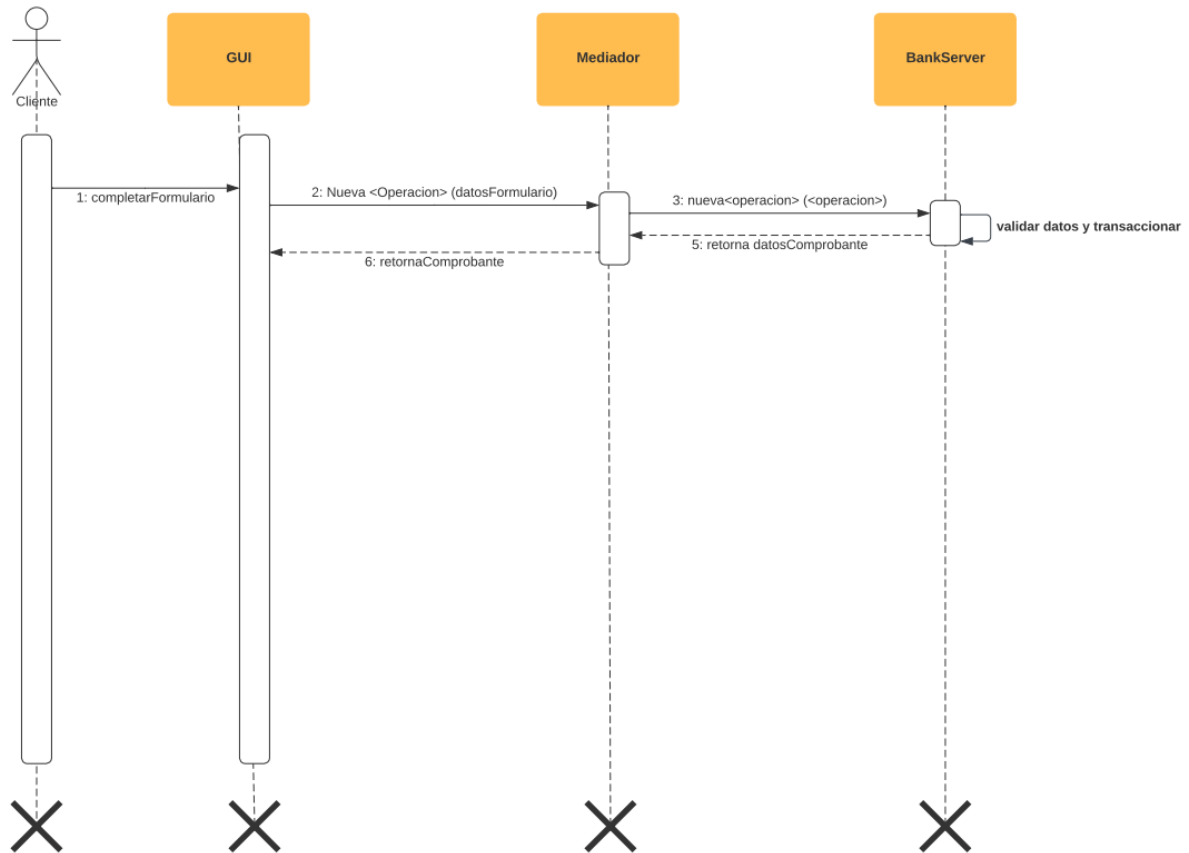 Cliente
GUI
Mediador
BankServer
1: completarFormulario
2: Nueva <Operacion> (datosFormulario)
3: nueva<operacion> (<operacion>)
validar datos y transaccionar
5: retorna datosComprobante
6: retornaComprobante